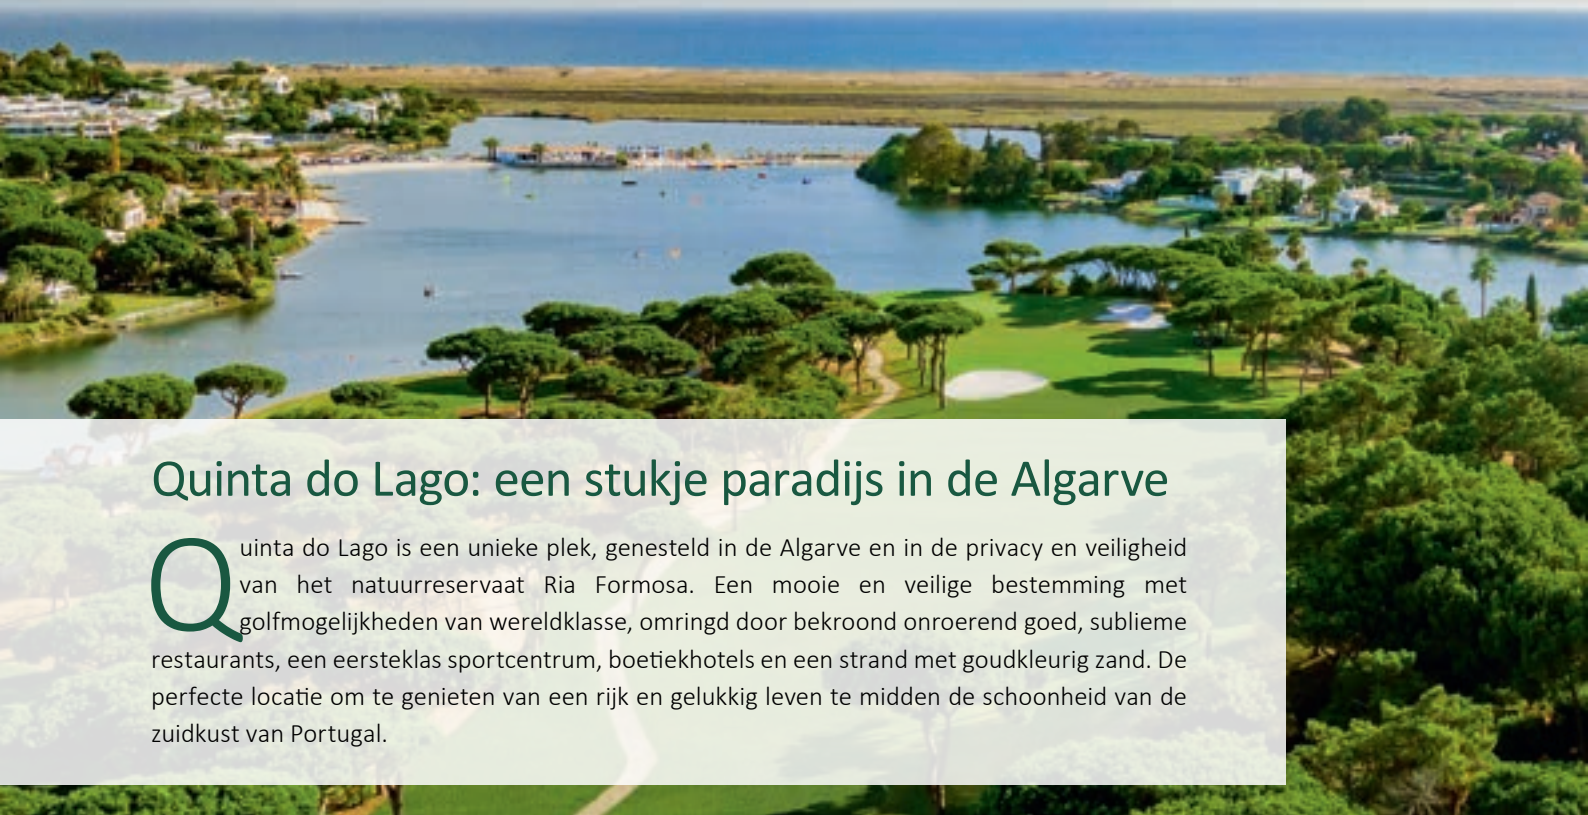 Quinta do Lago: een stukje paradijs in de Algarve
Quinta do Lago is een unieke plek, genesteld in de Algarve en in de privacy en veiligheid
van het natuurreservaat Ria Formosa. Een mooie en veilige bestemming met
golfmogelijkheden van wereldklasse, omringd door bekroond onroerend goed, sublieme
restaurants, een eersteklas sportcentrum, boetiekhotels en een strand met goudkleurig zand. De
perfecte locatie om te genieten van een rijk en gelukkig leven te midden de schoonheid van de
zuidkust van Portugal.